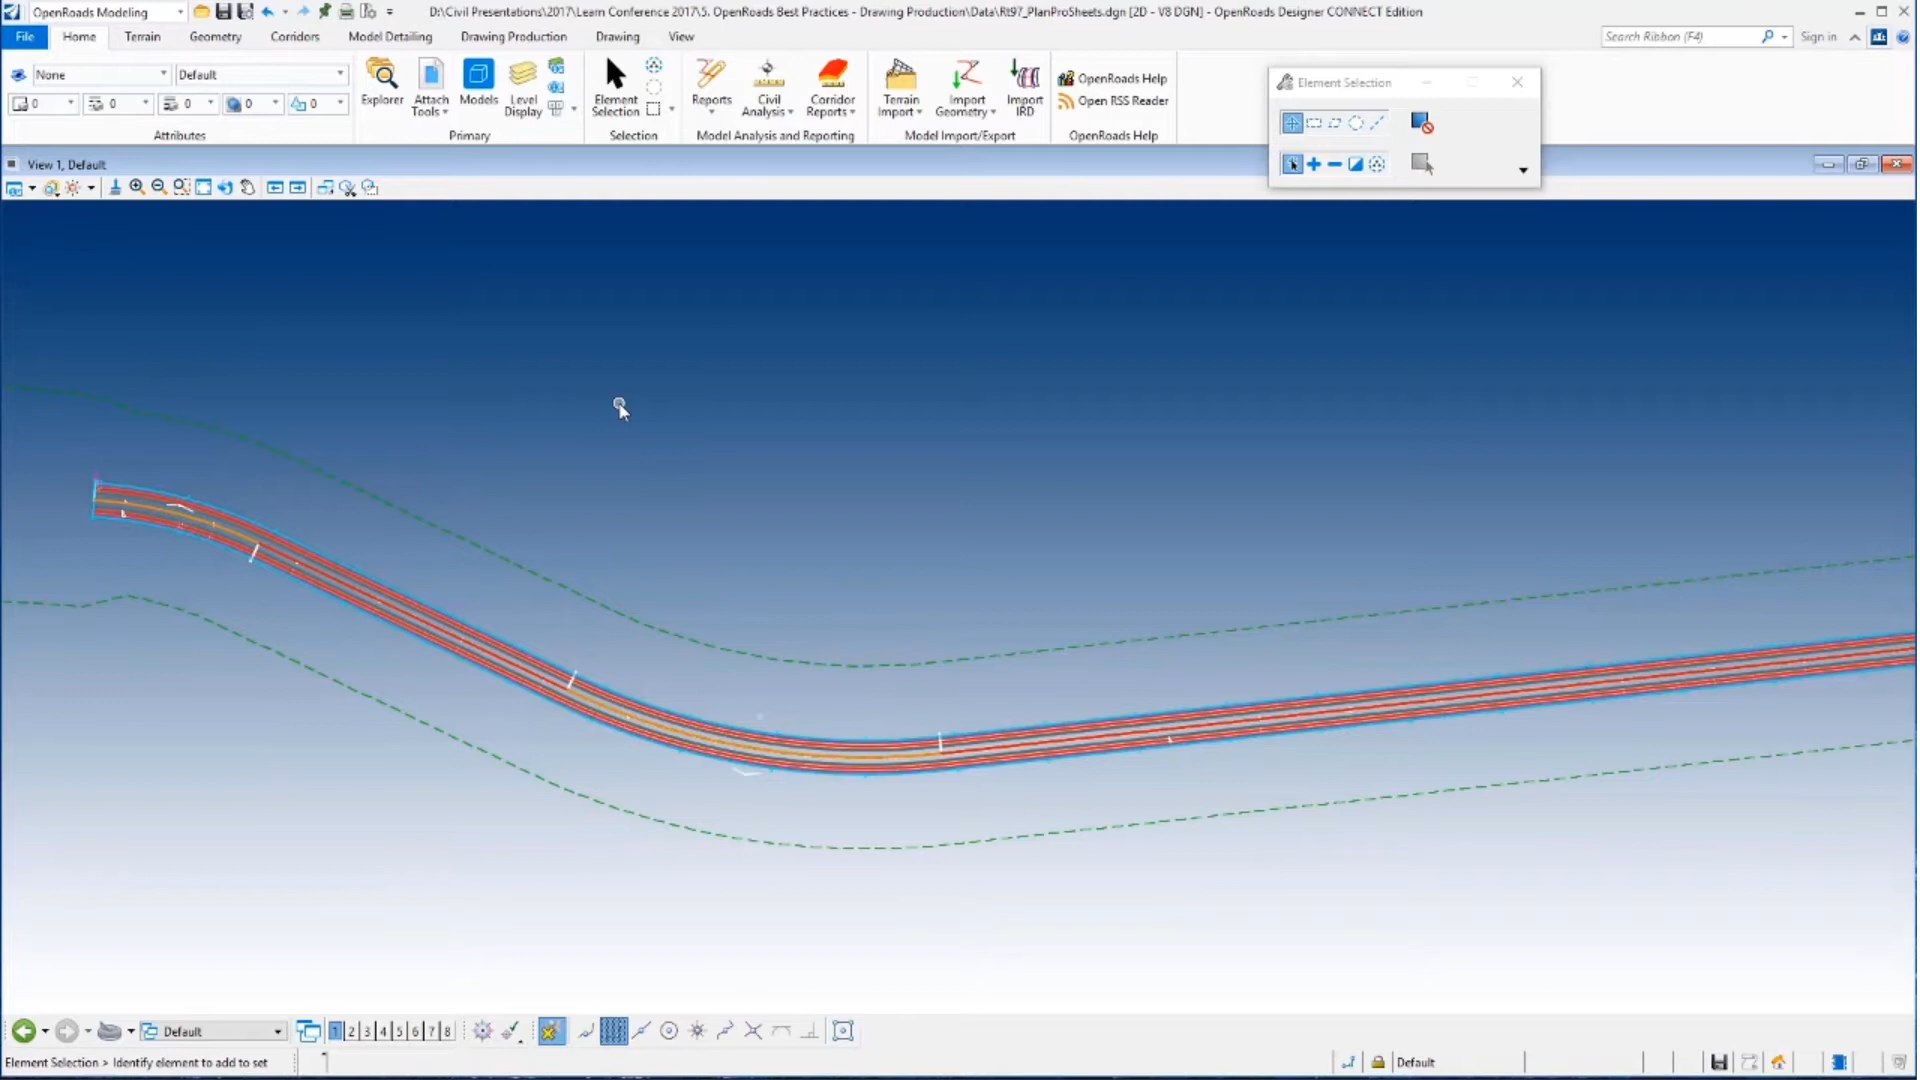 OpenRoads Modeling
D:\Civil Presentations\2017\Learn Conference 2017\5. OpenRoads Best Practices - Drawing Production\Data\Rt97_PlanProSheets.dgn [2D - V8 DGN] - OpenRoads Designer CONNECT Edition
File Home Terrain Geometry Corridors Model Detailing Drawing Production Drawing View Search Ribbon (F4) Sign in
None Default
0 0 0 0 0
Attributes
Explorer Attach Tools Models Level Display
Primary
Element Selection
Selection
Reports Civil Analysis Corridor Reports
Model Analysis and Reporting
Terrain Import Import Geometry Import IRD
Model Import/Export
OpenRoads Help
Open RSS Reader
OpenRoads Help
Element Selection
View 1, Default
Default 1 2 3 4 5 6 7 8
Element Selection > Identify element to add to set
Default